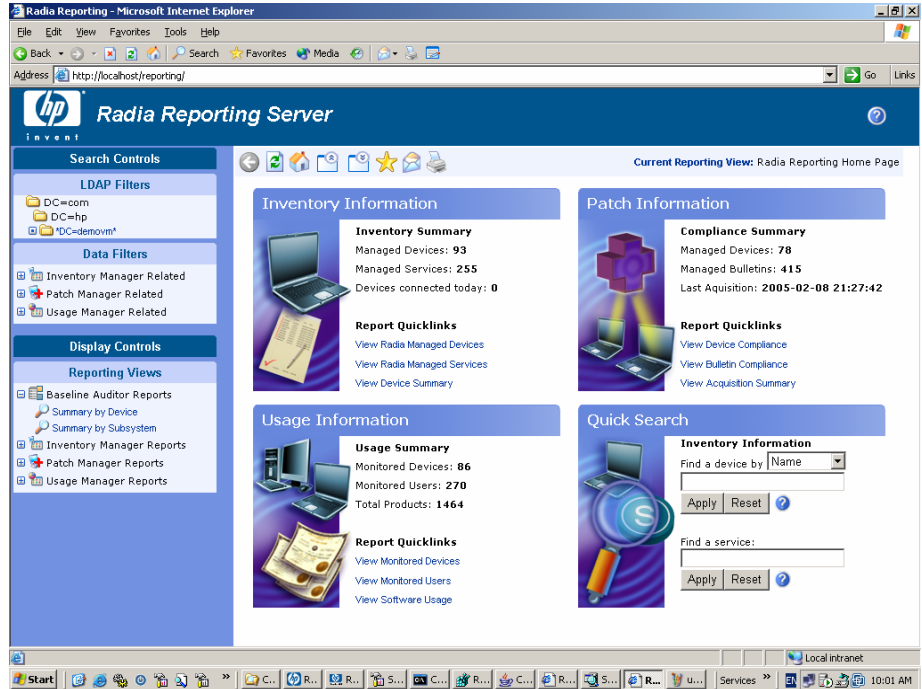 Radia Reporting - Microsoft Internet Explorer
File Edit View Favorites Tools Help
Back Search Favorites Media
Address http://localhost/reporting/ Go Links
hp
invent
Radia Reporting Server
Search Controls
LDAP Filters
DC=com
DC=hp
*DC=demovm*
Data Filters
Inventory Manager Related
Patch Manager Related
Usage Manager Related
Display Controls
Reporting Views
Baseline Auditor Reports
Summary by Device
Summary by Subsystem
Inventory Manager Reports
Patch Manager Reports
Usage Manager Reports
Current Reporting View: Radia Reporting Home Page
Inventory Information
Inventory Summary
Managed Devices: 93
Managed Services: 255
Devices connected today: 0
Report Quicklinks
View Radia Managed Devices
View Radia Managed Services
View Device Summary
Patch Information
Compliance Summary
Managed Devices: 78
Managed Bulletins: 415
Last Aquisition: 2005-02-08 21:27:42
Report Quicklinks
View Device Compliance
View Bulletin Compliance
View Acquisition Summary
Usage Information
Usage Summary
Monitored Devices: 86
Monitored Users: 270
Total Products: 1464
Report Quicklinks
View Monitored Devices
View Monitored Users
View Software Usage
Quick Search
Inventory Information
Find a device by Name
Apply Reset
Find a service:
Apply Reset
Local intranet
Start » C... R... R... S... C... R... C... R... S... R... u... Services » EN 10:01 AM